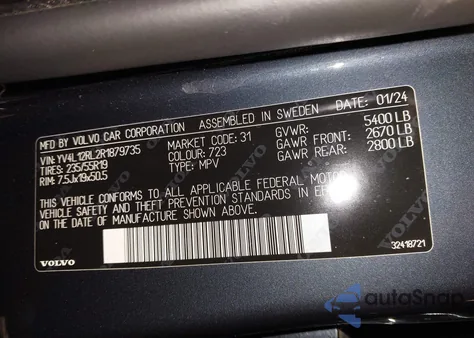 MFD BY VOLVO CAR CORPORATION ASSEMBLED IN SWEDEN DATE: 01/24
VIN: YV4L12RL2R1879735 MARKET CODE: 31 GVWR: 5400 LB
TIRES: 235/55R19 COLOUR: 723 GAWR FRONT: 2670 LB
RIM: 7.5Jx19x50.5 TYPE: MPV GAWR REAR: 2800 LB
THIS VEHICLE CONFORMS TO ALL APPLICABLE FEDERAL MOTOR
VEHICLE SAFETY AND THEFT PREVENTION STANDARDS IN
ON THE DATE OF MANUFACTURE SHOWN ABOVE.
VOLVO
32418721
autoSnap